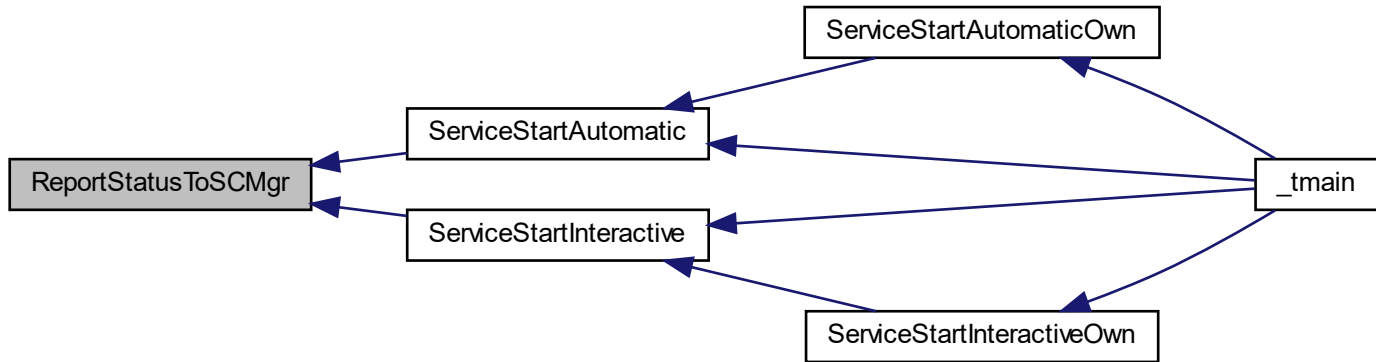 ServiceStartAutomaticOwn
ServiceStartAutomatic
ReportStatusToSCMgr
_tmain
ServiceStartInteractive
ServiceStartInteractiveOwn